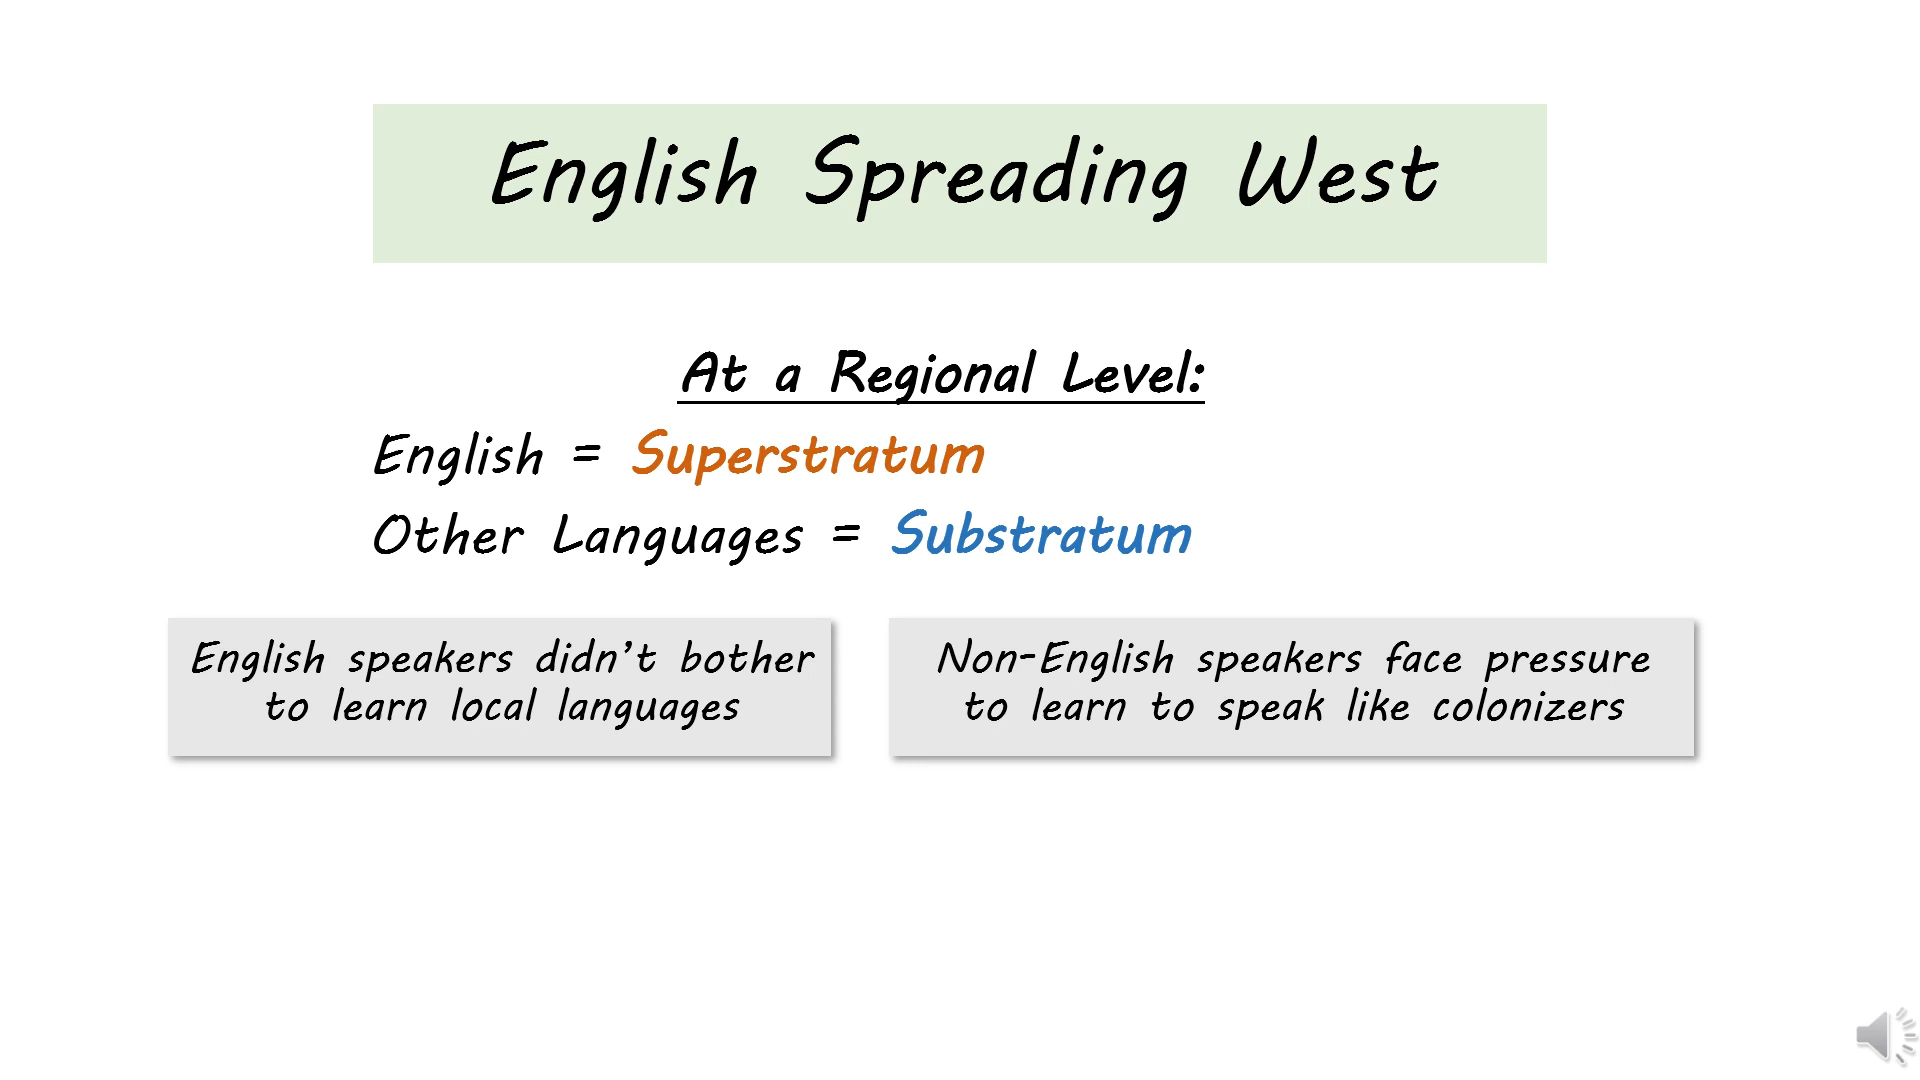 English Spreading West
At a Regional Level:
English = Superstratum
Other Languages = Substratum
English speakers didn’t bother
to learn local languages
Non-English speakers face pressure
to learn to speak like colonizers